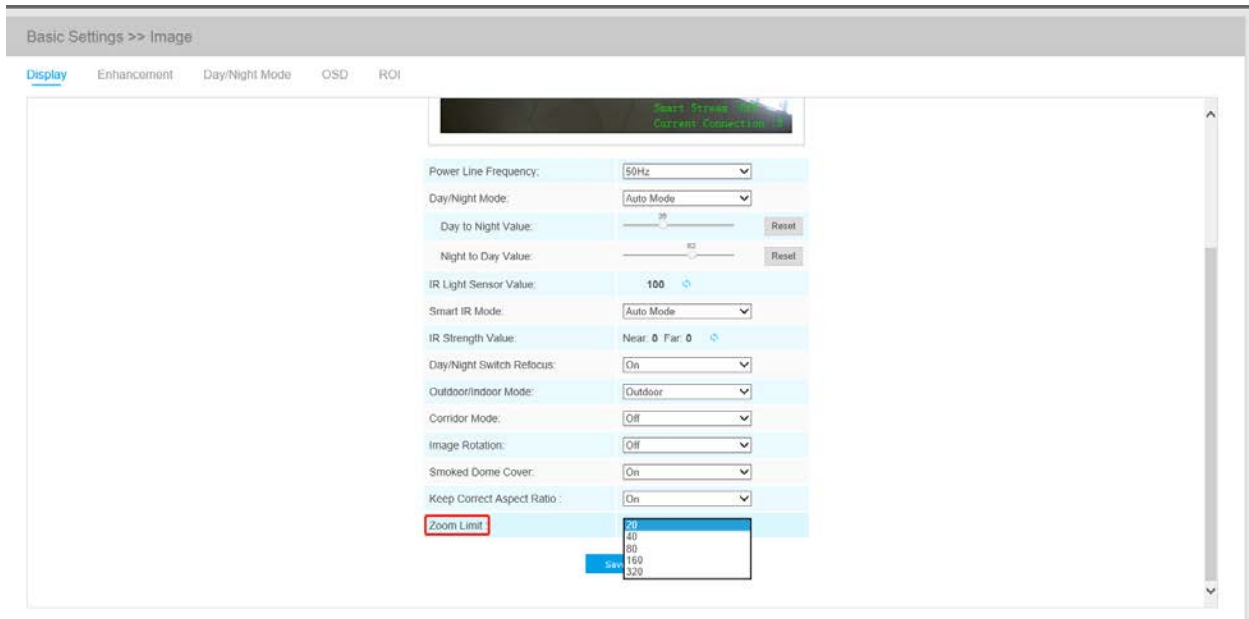 Basic Settings >> Image
Display Enhancement Day/Night Mode OSD ROI
Smart Stream
Current Connection
Power Line Frequency: 50Hz
Day/Night Mode: Auto Mode
Day to Night Value: Reset
Night to Day Value: Reset
IR Light Sensor Value: 100
Smart IR Mode: Auto Mode
IR Strength Value: Near: 0 Far: 0
Day/Night Switch Refocus: On
Outdoor/Indoor Mode: Outdoor
Corridor Mode: Off
Image Rotation: Off
Smoked Dome Cover: On
Keep Correct Aspect Ratio : On
Zoom Limit : 20
40
80
160
320